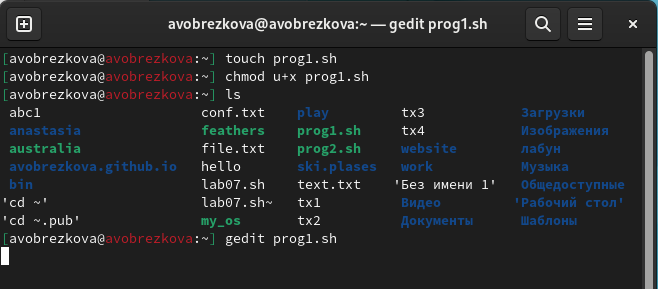 avobrezkova@avobrezkova:~ — gedit prog1.sh
[avobrezkova@avobrezkova:~] touch prog1.sh
[avobrezkova@avobrezkova:~] chmod u+x prog1.sh
[avobrezkova@avobrezkova:~] ls
abc1 conf.txt play tx3 Загрузки
anastasia feathers prog1.sh tx4 Изображения
australia file.txt prog2.sh website лабун
avobrezkova.github.io hello ski.plases work Музыка
bin lab07.sh text.txt 'Без имени 1' Общедоступные
'cd ~' lab07.sh~ tx1 Видео 'Рабочий стол'
'cd ~.pub' my_os tx2 Документы Шаблоны
[avobrezkova@avobrezkova:~] gedit prog1.sh